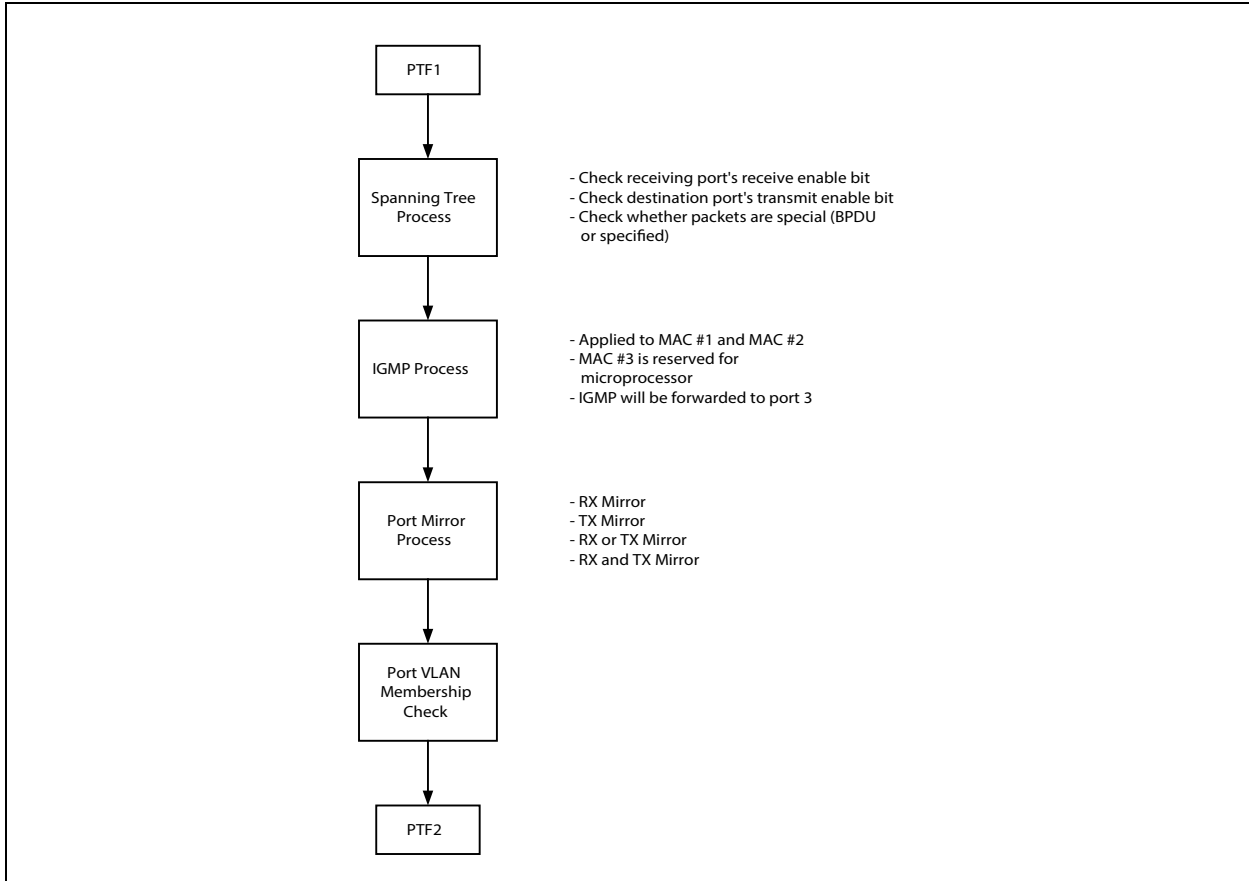 PTF1
Spanning Tree
Process
- Check receiving port's receive enable bit
- Check destination port's transmit enable bit
- Check whether packets are special (BPDU
or specified)
IGMP Process
- Applied to MAC #1 and MAC #2
- MAC #3 is reserved for
microprocessor
- IGMP will be forwarded to port 3
Port Mirror
Process
- RX Mirror
- TX Mirror
- RX or TX Mirror
- RX and TX Mirror
Port VLAN
Membership
Check
PTF2